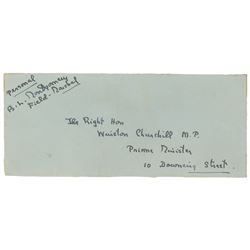 Personal
B. L. Montgomery
Field-Marshal
The Right Hon
Winston Churchill M.P.
Prime Minister
10 Downing Street.